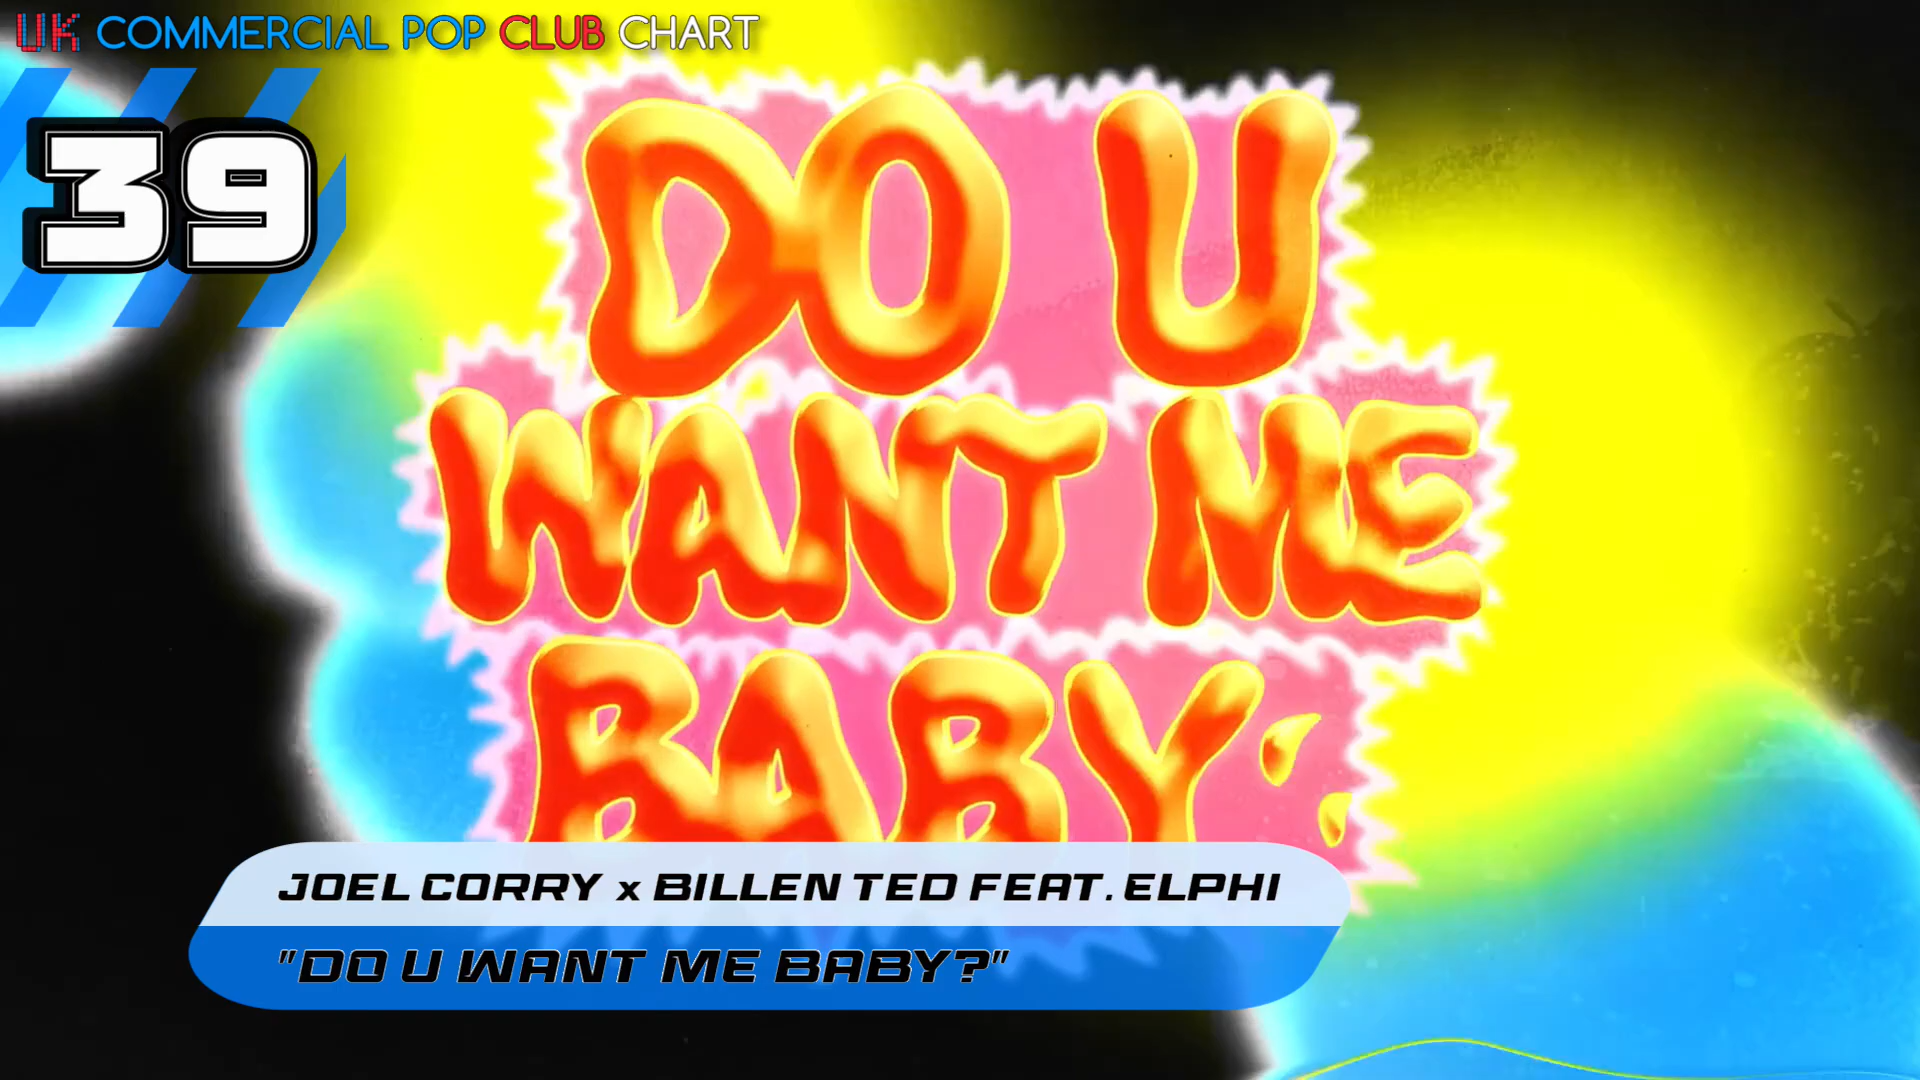 UK COMMERCIAL POP CLUB CHART
39
DO U
WANT ME
BABY
JOEL CORRY x BILLEN TED FEAT. ELPHI
"DO U WANT ME BABY?"